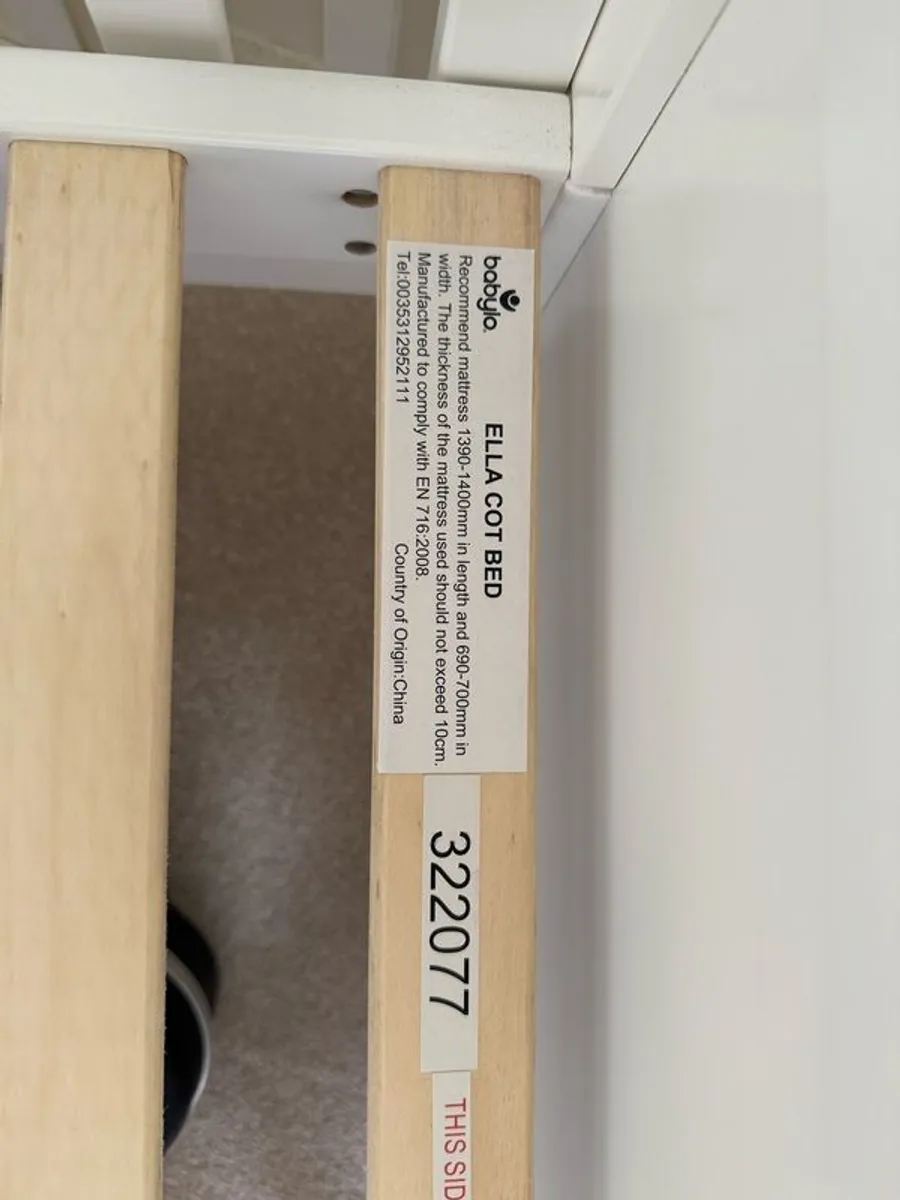 babylo
ELLA COT BED
Recommend mattress 1390-1400mm in length and 690-700mm in
width. The thickness of the mattress used should not exceed 10cm.
Manufactured to comply with EN 716:2008.
Tel:0035312952111 Country of Origin:China
322077
THIS SID